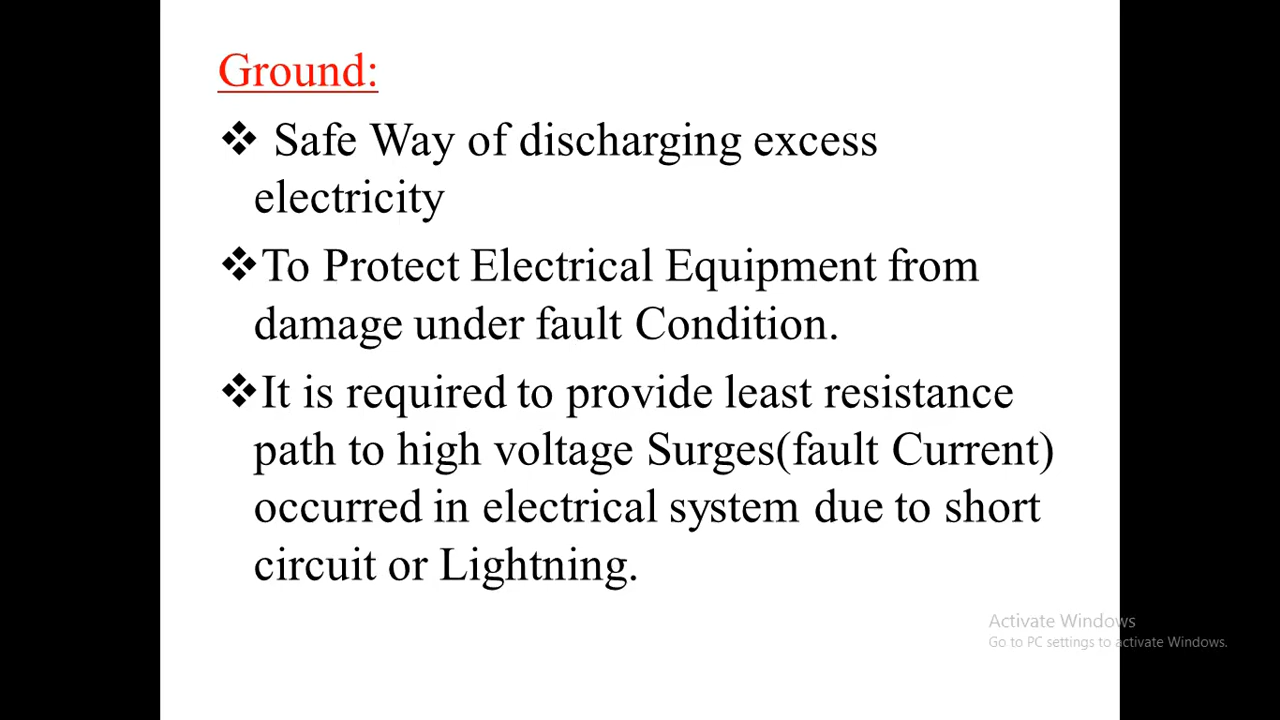 Ground:
❖ Safe Way of discharging excess
electricity
❖To Protect Electrical Equipment from
damage under fault Condition.
❖It is required to provide least resistance
path to high voltage Surges(fault Current)
occurred in electrical system due to short
circuit or Lightning.
Activate Windows
Go to PC settings to activate Windows.